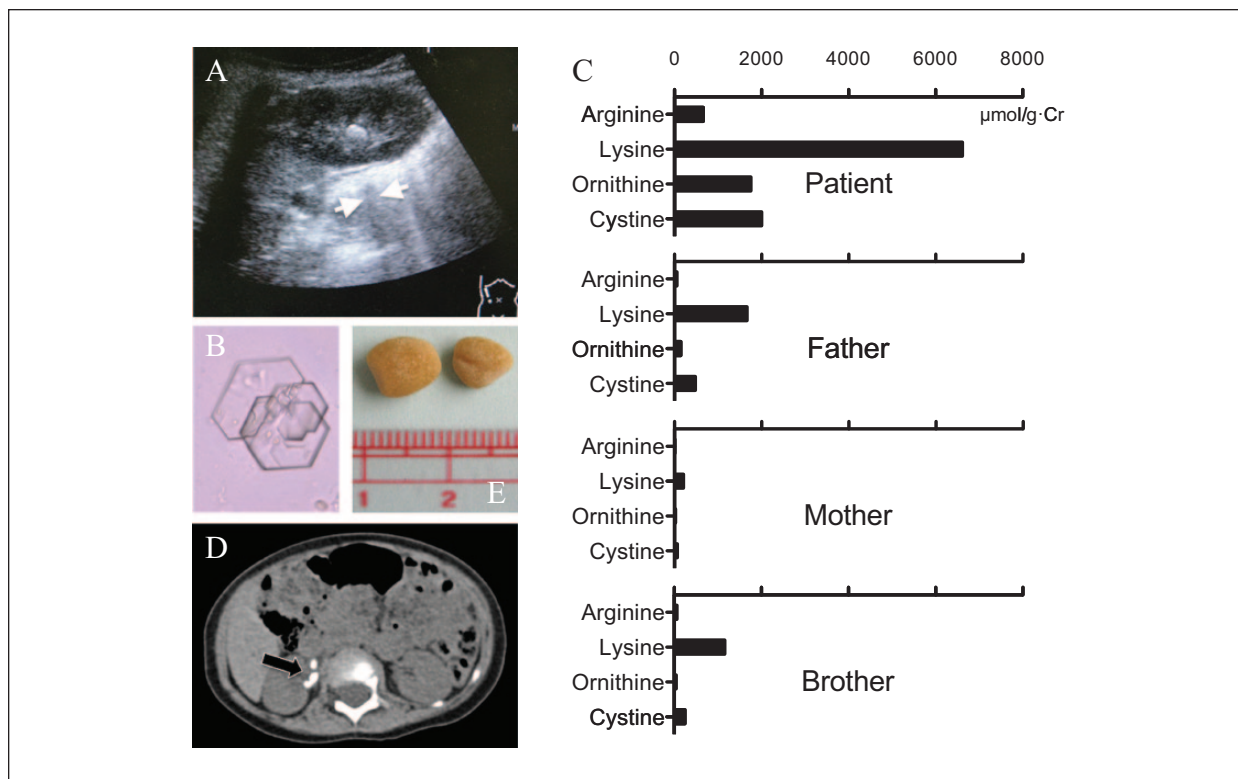 A
B
E
1 2
D
C
0 2000 4000 6000 8000
µmol/g·Cr
Arginine
Lysine
Ornithine
Cystine
Patient
Arginine
Lysine
Ornithine
Cystine
Father
Arginine
Lysine
Ornithine
Cystine
Mother
Arginine
Lysine
Ornithine
Cystine
Brother